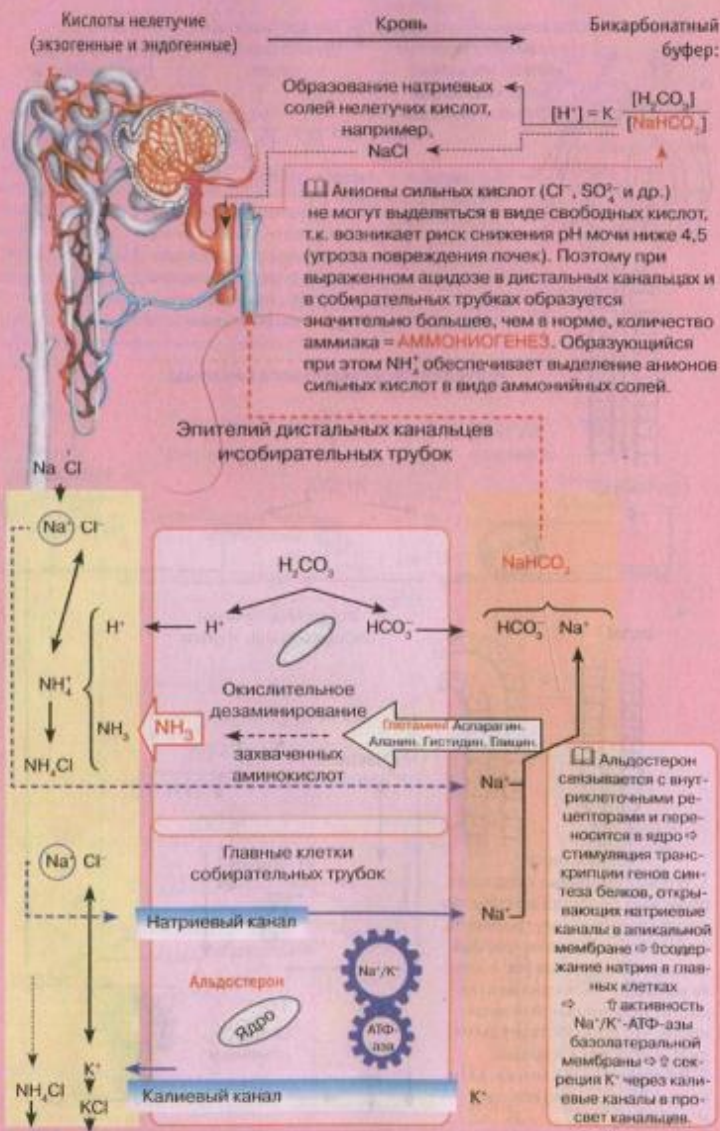 Кислоты нелетучие
(экзогенные и эндогенные)
Кровь
Бикарбонатный
буфер:
Образование натриевых
солей нелетучих кислот,
например,
NaCl
[H⁺] = K [H₂CO₃]
[NaHCO₃]
Анионы сильных кислот (Cl⁻, SO₄²⁻ и др.)
не могут выделяться в виде свободных кислот,
т.к. возникает риск снижения pH мочи ниже 4,5
(угроза повреждения почек). Поэтому при
выраженном ацидозе в дистальных канальцах и
в собирательных трубках образуется
значительно большее, чем в норме, количество
аммиака = АММОНИОГЕНЕЗ. Образующийся
при этом NH₄⁺ обеспечивает выделение анионов
сильных кислот в виде аммонийных солей.
Эпителий дистальных канальцев
и собирательных трубок
Na Cl
Na⁺ Cl⁻
H₂CO₃
NaHCO₃
H⁺
H⁺
HCO₃⁻
HCO₃⁻ Na⁺
NH₄⁺
NH₃
NH₃
NH₄Cl
Окислительное
дезаминирование
захваченных
аминокислот
Глютамин! Аспарагин.
Аланин. Гистидин. Глицин.
Na⁺
Na⁺ Cl⁻
Главные клетки
собирательных трубок
Натриевый канал
Na⁺
Альдостерон
Ядро
Na⁺/K⁺
АТФ-
аза
K⁺
NH₄Cl
KCl
Калиевый канал
K⁺
Альдостерон
связывается с внут-
риклеточными ре-
цепторами и пере-
носится в ядро ⇨
стимуляция транс-
крипции генов син-
теза белков, откры-
вающих натриевые
каналы в апикальной
мембране ⇨ ⇧содер-
жание натрия в глав-
ных клетках
⇨ ⇧активность
Na⁺/K⁺-АТФ-азы
базолатеральной
мембраны ⇨ ⇧ сек-
реция K⁺ через кали-
евые каналы в про-
свет канальцев.